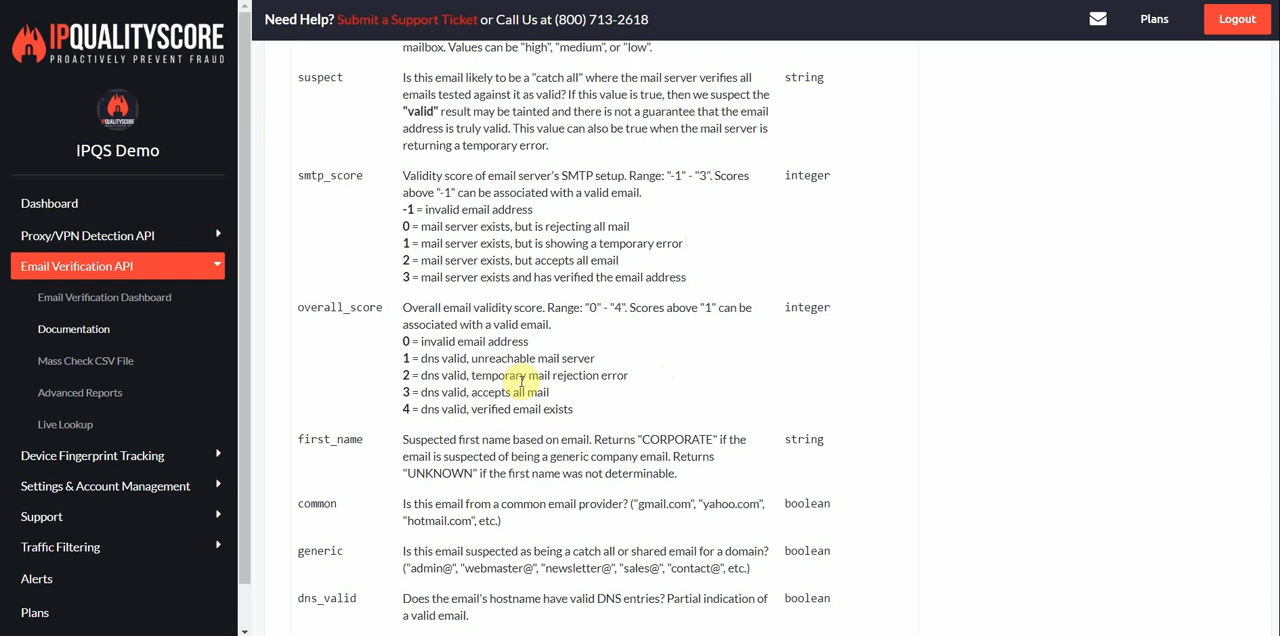 IPQUALITYSCORE
PROACTIVELY PREVENT FRAUD
IPQUALITYSCORE
IPQS Demo
Dashboard
Proxy/VPN Detection API
Email Verification API
Email Verification Dashboard
Documentation
Mass Check CSV File
Advanced Reports
Live Lookup
Device Fingerprint Tracking
Settings & Account Management
Support
Traffic Filtering
Alerts
Plans
Need Help? Submit a Support Ticket or Call Us at (800) 713-2618
Plans
Logout
mailbox. Values can be "high", "medium", or "low".
suspect
Is this email likely to be a "catch all" where the mail server verifies all
emails tested against it as valid? If this value is true, then we suspect the
"valid" result may be tainted and there is not a guarantee that the email
address is truly valid. This value can also be true when the mail server is
returning a temporary error.
string
smtp_score
Validity score of email server's SMTP setup. Range: "-1" - "3". Scores
above "-1" can be associated with a valid email.
-1 = invalid email address
0 = mail server exists, but is rejecting all mail
1 = mail server exists, but is showing a temporary error
2 = mail server exists, but accepts all email
3 = mail server exists and has verified the email address
integer
overall_score
Overall email validity score. Range: "0" - "4". Scores above "1" can be
associated with a valid email.
0 = invalid email address
1 = dns valid, unreachable mail server
2 = dns valid, temporary mail rejection error
3 = dns valid, accepts all mail
4 = dns valid, verified email exists
integer
first_name
Suspected first name based on email. Returns "CORPORATE" if the
email is suspected of being a generic company email. Returns
"UNKNOWN" if the first name was not determinable.
string
common
Is this email from a common email provider? ("gmail.com", "yahoo.com",
"hotmail.com", etc.)
boolean
generic
Is this email suspected as being a catch all or shared email for a domain?
("admin@", "webmaster@", "newsletter@", "sales@", "contact@", etc.)
boolean
dns_valid
Does the email's hostname have valid DNS entries? Partial indication of
a valid email.
boolean